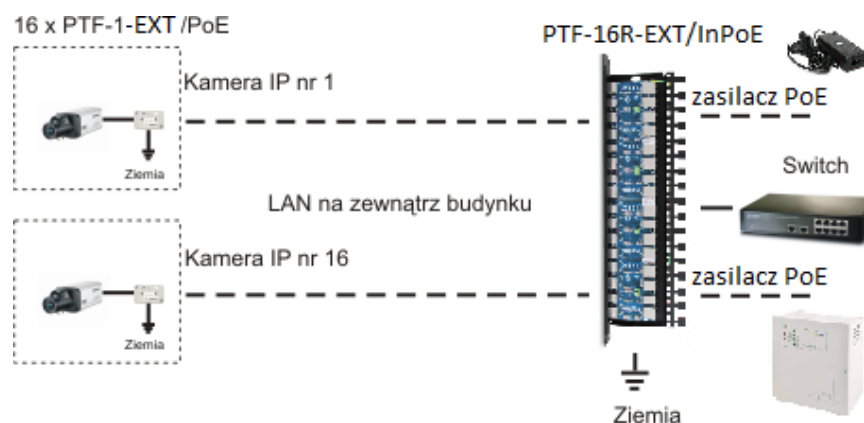 16 x PTF-1-EXT /PoE
PTF-16R-EXT/InPoE
Kamera IP nr 1
zasilacz PoE
Ziemia
Switch
LAN na zewnątrz budynku
Kamera IP nr 16
zasilacz PoE
Ziemia
Ziemia